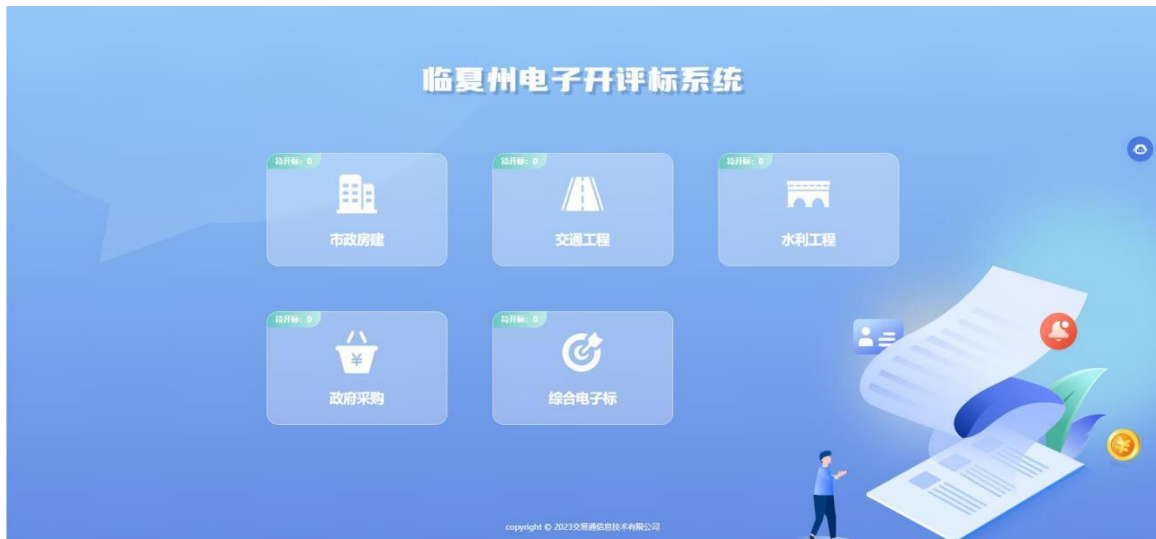 临夏州电子开评标系统
待开标：0
待开标：0
待开标：0
市政房建
交通工程
水利工程
待开标：0
待开标：0
政府采购
综合电子标
copyright © 2023交易通信息技术有限公司